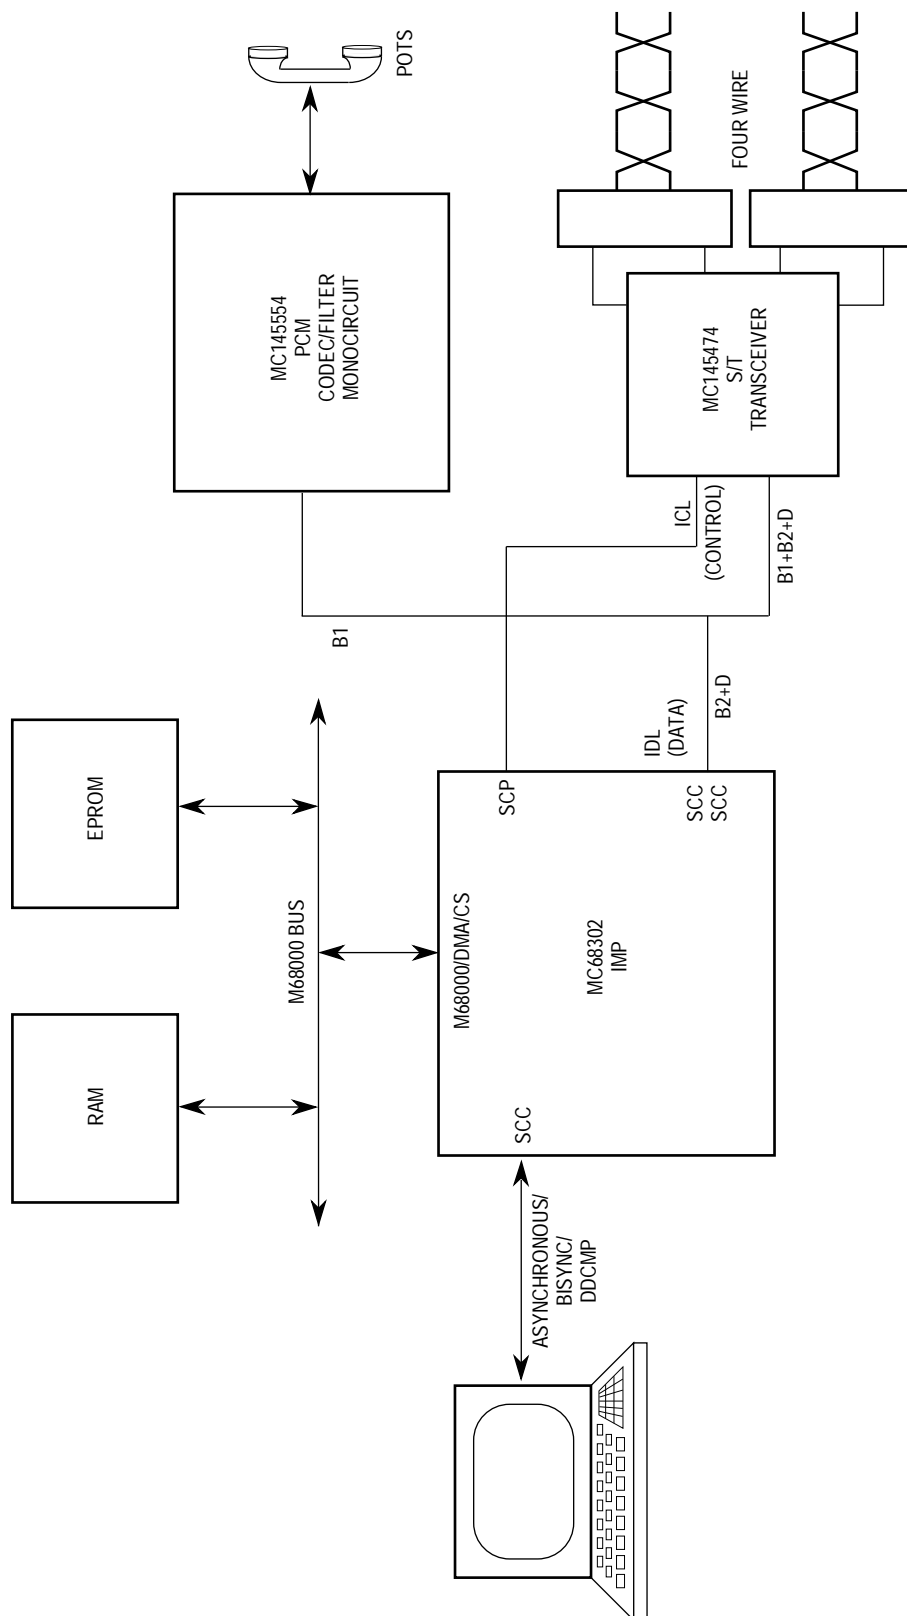 RAM
EPROM
M68000 BUS
POTS
MC145554
PCM
CODEC/FILTER
MONOCIRCUIT
B1
ASYNCHRONOUS/
BISYNC/
DDCMP
SCC
M68000/DMA/CS
MC68302
IMP
SCP
SCC
SCC
IDL
(DATA)
B2+D
ICL
(CONTROL)
B1+B2+D
MC145474
S/T
TRANSCEIVER
FOUR WIRE